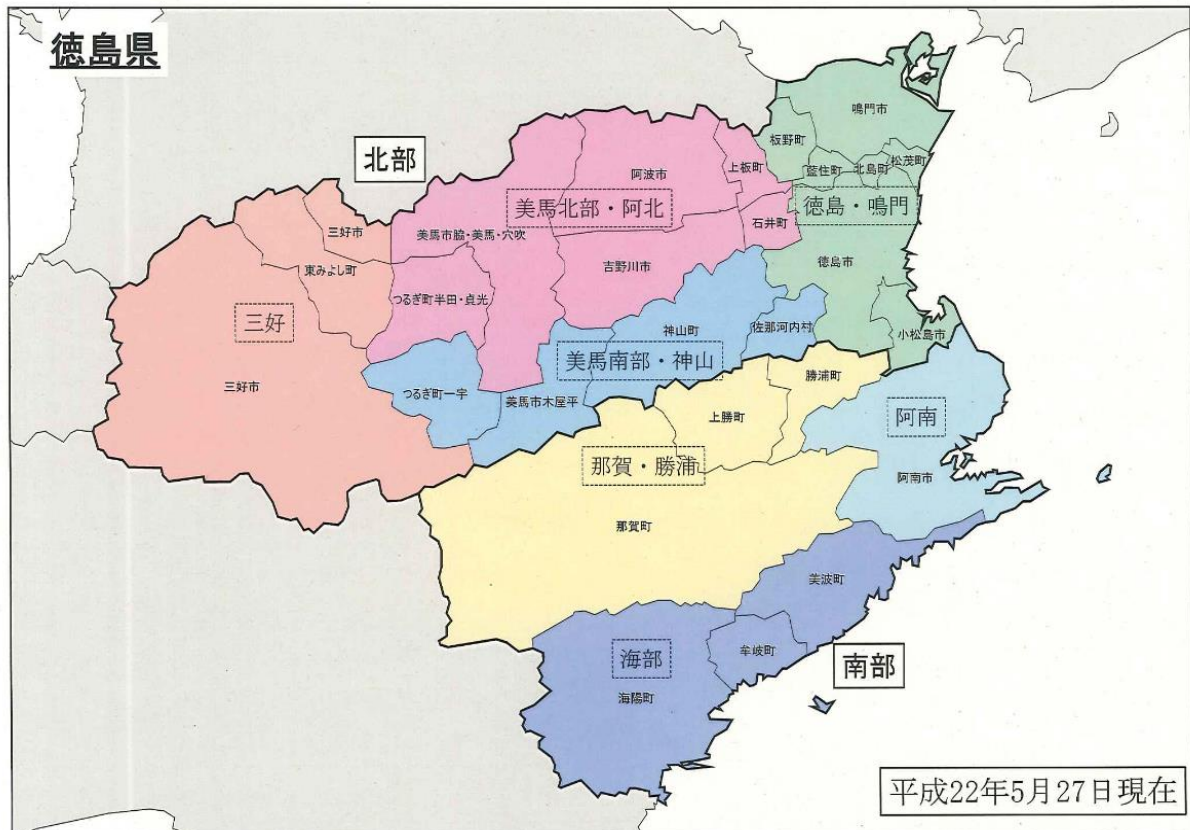 徳島県
北部
鳴門市
板野町
松茂町
藍住町
北島町
上板町
阿波市
美馬北部・阿北
徳島・鳴門
石井町
三好市
美馬市脇・美馬・穴吹
東みよし町
吉野川市
徳島市
つるぎ町半田・貞光
三好
神山町
佐那河内村
小松島市
美馬南部・神山
勝浦町
三好市
つるぎ町一宇
美馬市木屋平
上勝町
阿南
那賀・勝浦
阿南市
那賀町
美波町
海部
牟岐町
南部
海陽町
平成22年5月27日現在